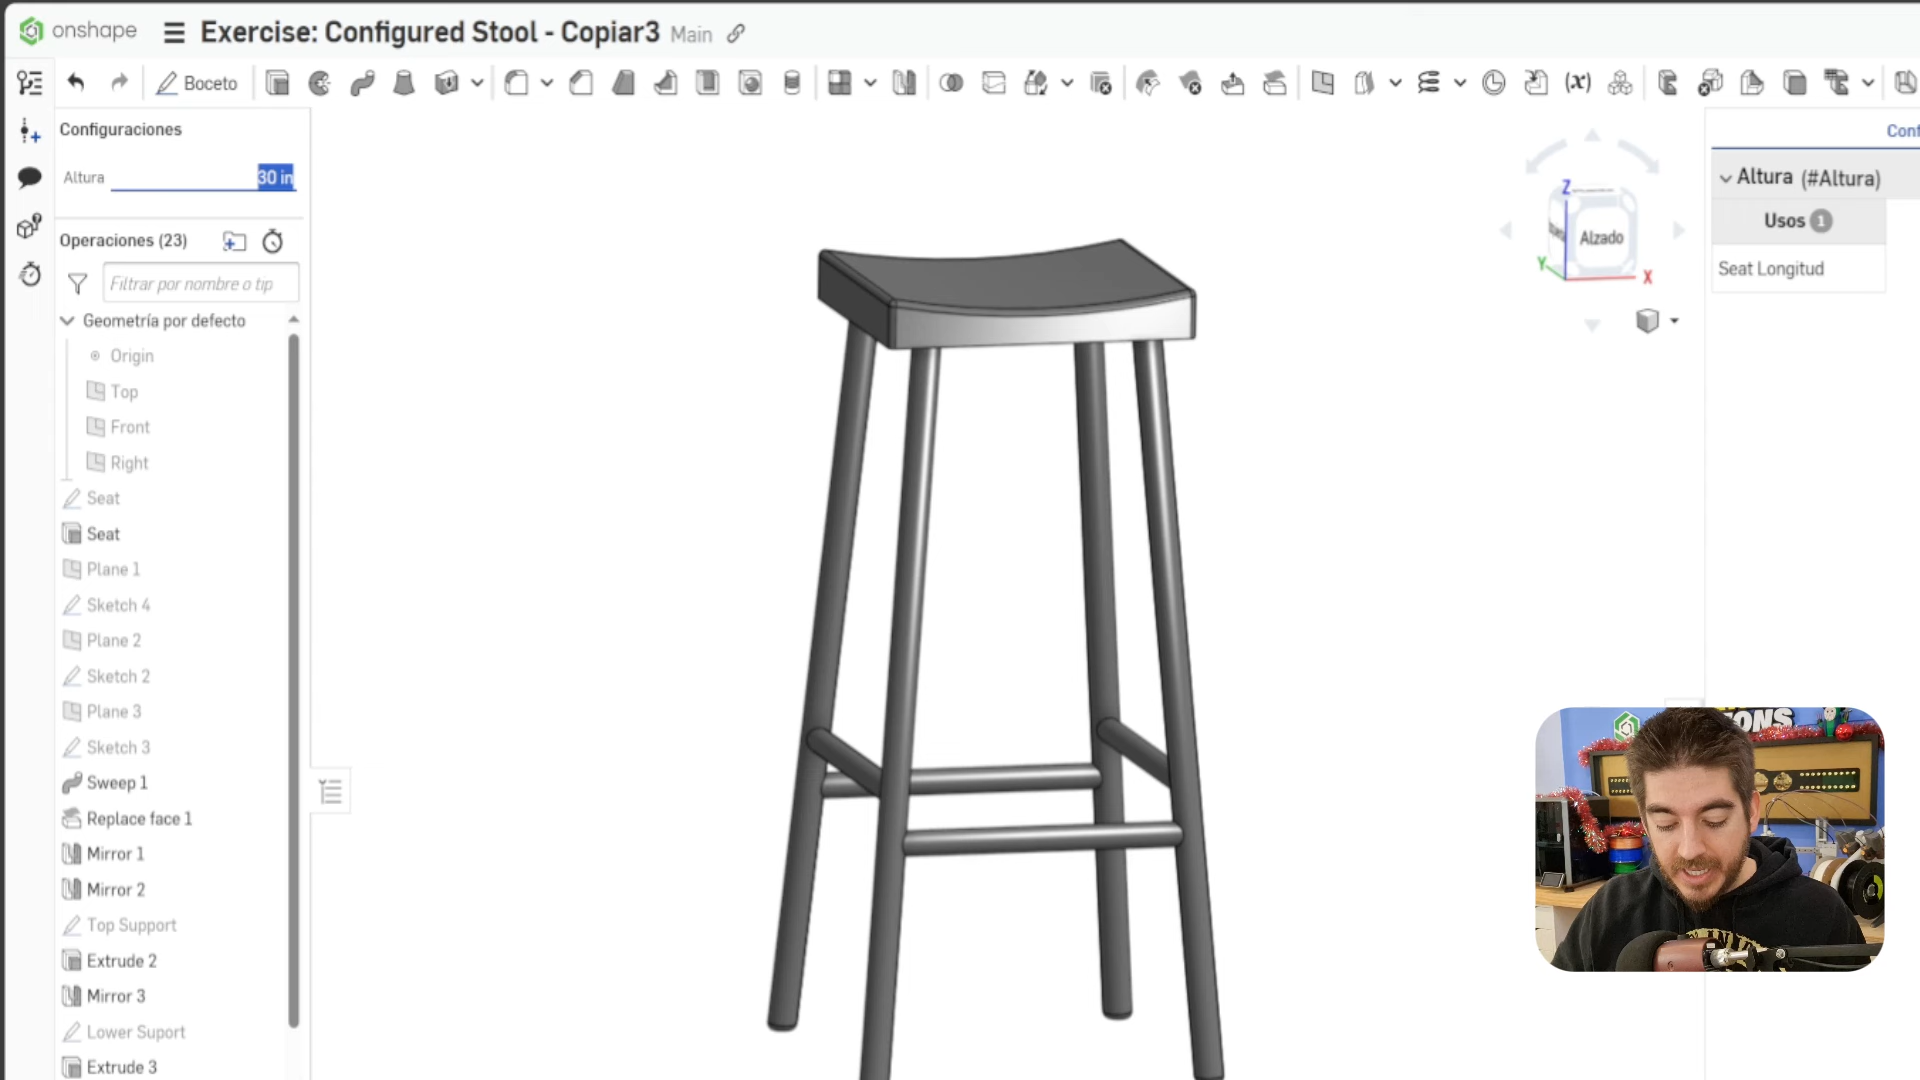 onshape
Exercise: Configured Stool - Copiar3 Main
Boceto
(x)
Configuraciones
Altura 30 in
Operaciones (23)
Filtrar por nombre o tip
Geometría por defecto
Origin
Top
Front
Right
Seat
Seat
Plane 1
Sketch 4
Plane 2
Sketch 2
Plane 3
Sketch 3
Sweep 1
Replace face 1
Mirror 1
Mirror 2
Top Support
Extrude 2
Mirror 3
Lower Suport
Extrude 3
Z
Alzado
Y
X
Conf
Altura (#Altura)
Usos 1
Seat Longitud